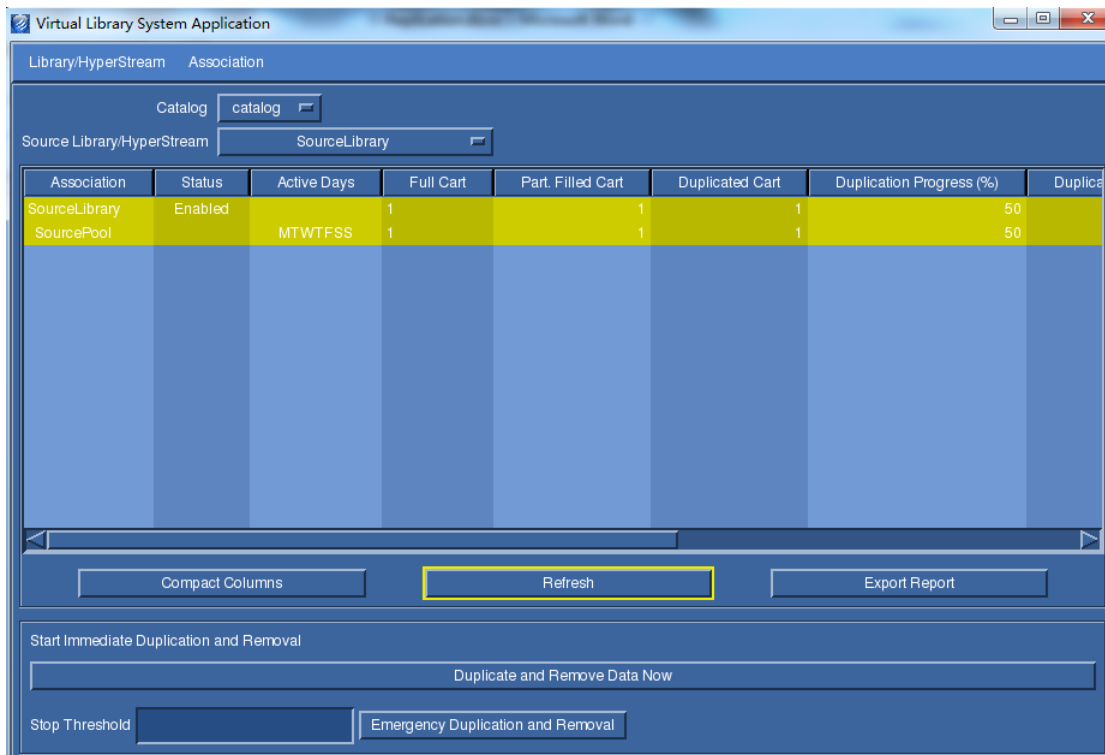 Virtual Library System Application
Library/HyperStream Association
Catalog catalog
Source Library/HyperStream SourceLibrary
Association Status Active Days Full Cart Part. Filled Cart Duplicated Cart Duplication Progress (%) Duplica
SourceLibrary Enabled 1 1 1 50
SourcePool MTWTFSS 1 1 1 50
Compact Columns Refresh Export Report
Start Immediate Duplication and Removal
Duplicate and Remove Data Now
Stop Threshold Emergency Duplication and Removal